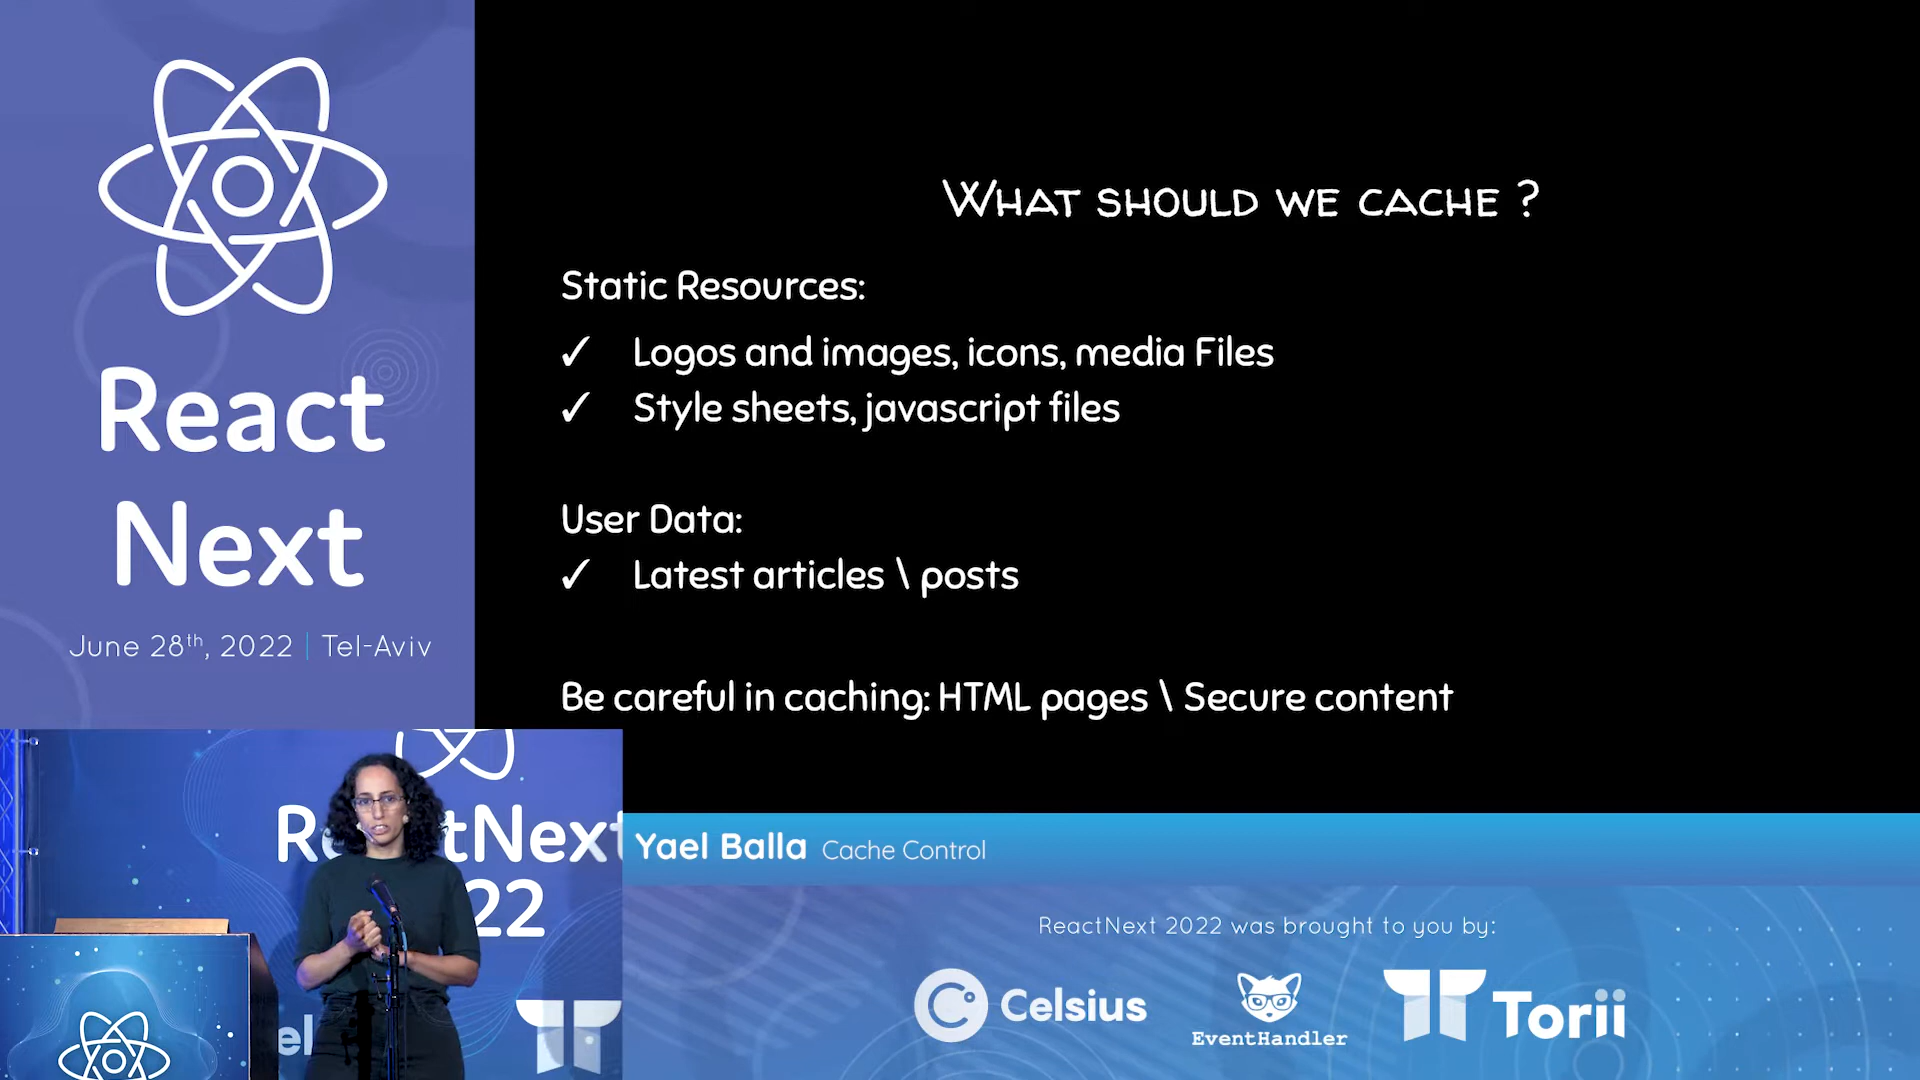 React
Next
June 28th, 2022 | Tel-Aviv
WHAT SHOULD WE CACHE ?
Static Resources:
✓ Logos and images, icons, media Files
✓ Style sheets, javascript files
User Data:
✓ Latest articles \ posts
Be careful in caching: HTML pages \ Secure content
Yael Balla Cache Control
ReactNext 2022 was brought to you by:
Celsius
EventHandler
Torii